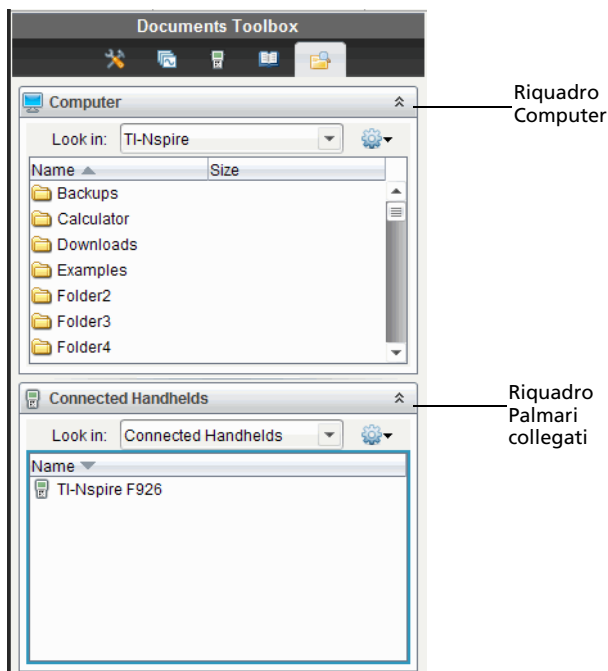 Documents Toolbox
Computer
Riquadro
Computer
Look in: TI-Nspire
Name Size
Backups
Calculator
Downloads
Examples
Folder2
Folder3
Folder4
Connected Handhelds
Riquadro
Palmari
collegati
Look in: Connected Handhelds
Name
TI-Nspire F926